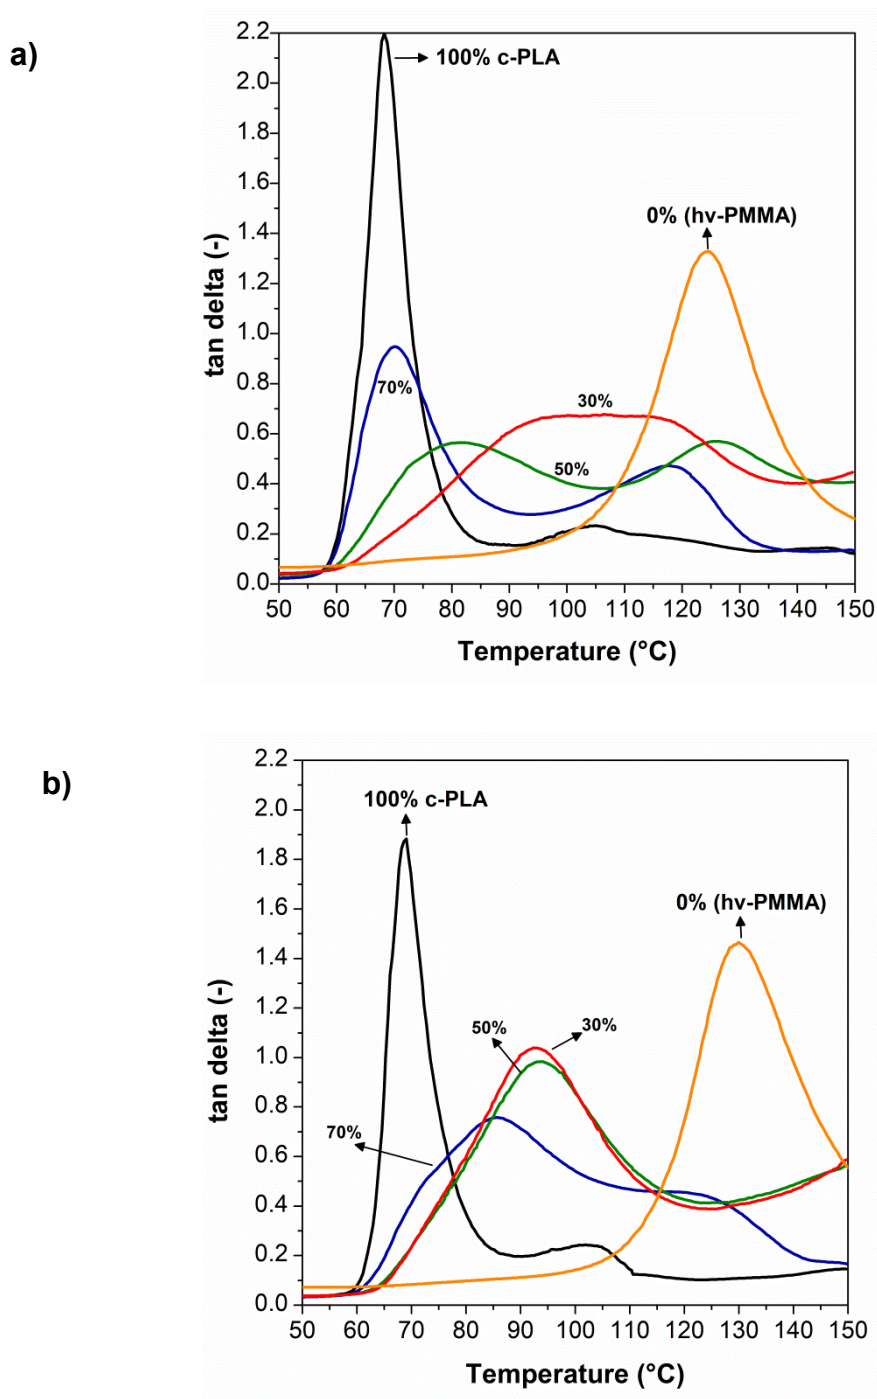 a)
2.2
2.0
1.8
1.6
1.4
1.2
1.0
0.8
0.6
0.4
0.2
0.0
tan delta (-)
100% c-PLA
0% (hv-PMMA)
70%
30%
50%
50 60 70 80 90 100 110 120 130 140 150
Temperature (°C)
b)
2.2
2.0
1.8
1.6
1.4
1.2
1.0
0.8
0.6
0.4
0.2
0.0
tan delta (-)
100% c-PLA
0% (hv-PMMA)
50%
30%
70%
50 60 70 80 90 100 110 120 130 140 150
Temperature (°C)